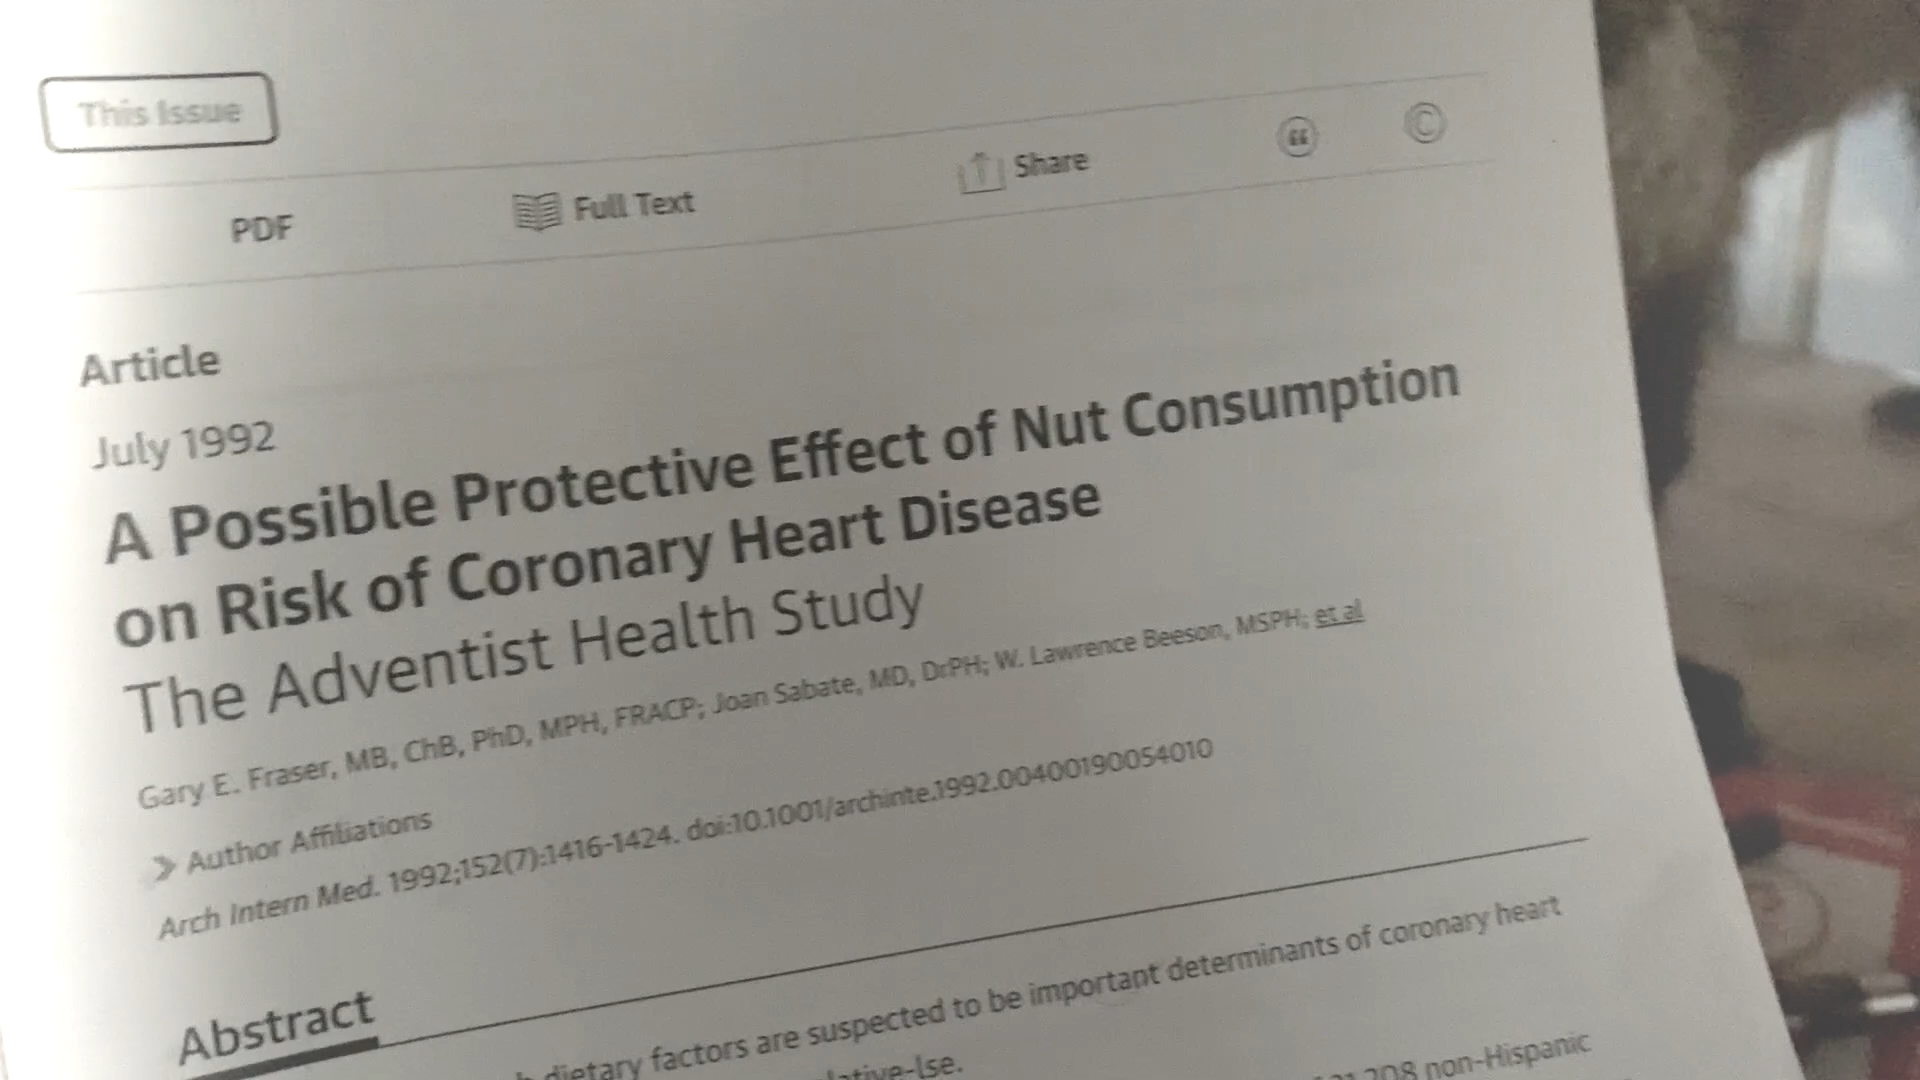 This Issue
PDF
Full Text
Share
“
©
Article
July 1992
A Possible Protective Effect of Nut Consumption
on Risk of Coronary Heart Disease
The Adventist Health Study
Gary E. Fraser, MB, ChB, PhD, MPH, FRACP; Joan Sabate, MD, DrPH; W. Lawrence Beeson, MSPH; et al
Author Affiliations
Arch Intern Med. 1992;152(7):1416-1424. doi:10.1001/archinte.1992.00400190054010
Abstract
dietary factors are suspected to be important determinants of coronary heart
non-Hispanic